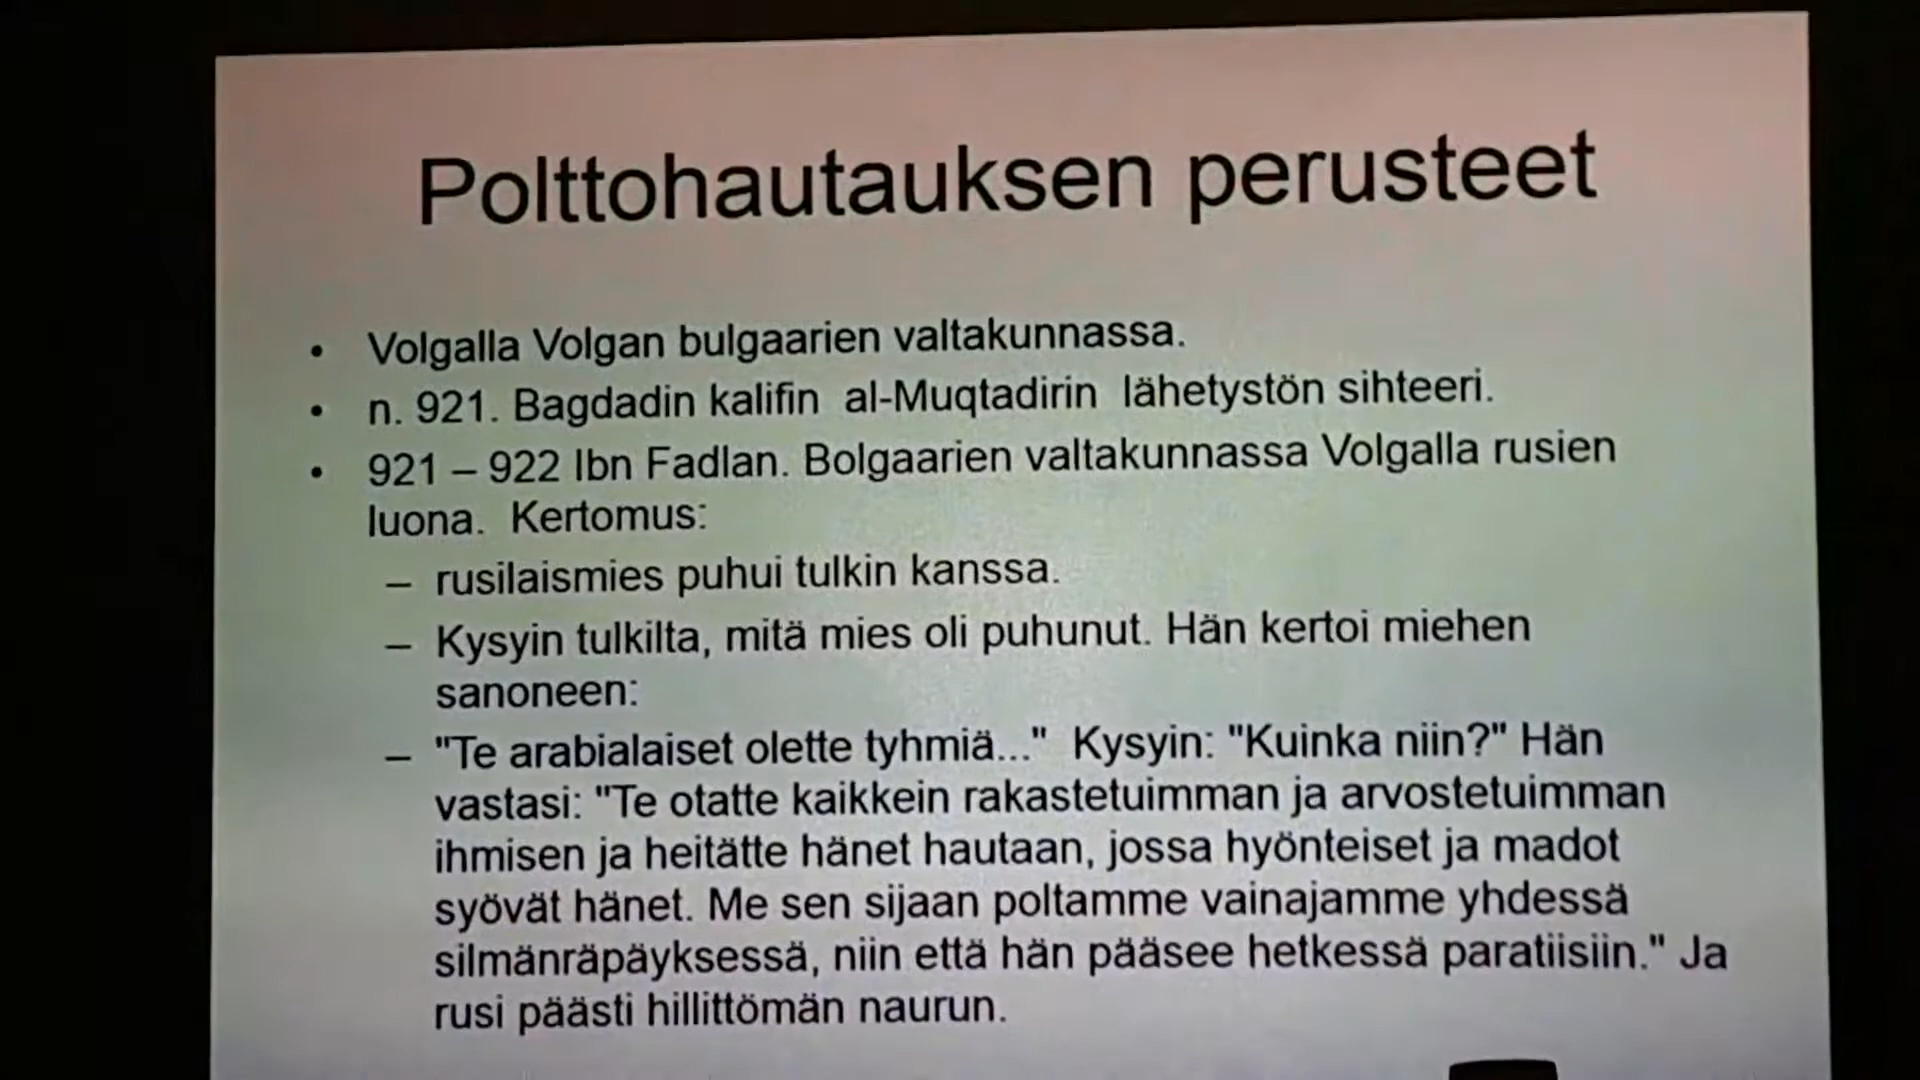 Polttohautauksen perusteet
• Volgalla Volgan bulgaarien valtakunnassa.
• n. 921. Bagdadin kalifin al-Muqtadirin lähetystön sihteeri.
• 921 – 922 Ibn Fadlan. Bolgaarien valtakunnassa Volgalla rusien
luona. Kertomus:
– rusilaismies puhui tulkin kanssa.
– Kysyin tulkilta, mitä mies oli puhunut. Hän kertoi miehen
sanoneen:
– "Te arabialaiset olette tyhmiä..." Kysyin: "Kuinka niin?" Hän
vastasi: "Te otatte kaikkein rakastetuimman ja arvostetuimman
ihmisen ja heitätte hänet hautaan, jossa hyönteiset ja madot
syövät hänet. Me sen sijaan poltamme vainajamme yhdessä
silmänräpäyksessä, niin että hän pääsee hetkessä paratiisiin." Ja
rusi päästi hillittömän naurun.